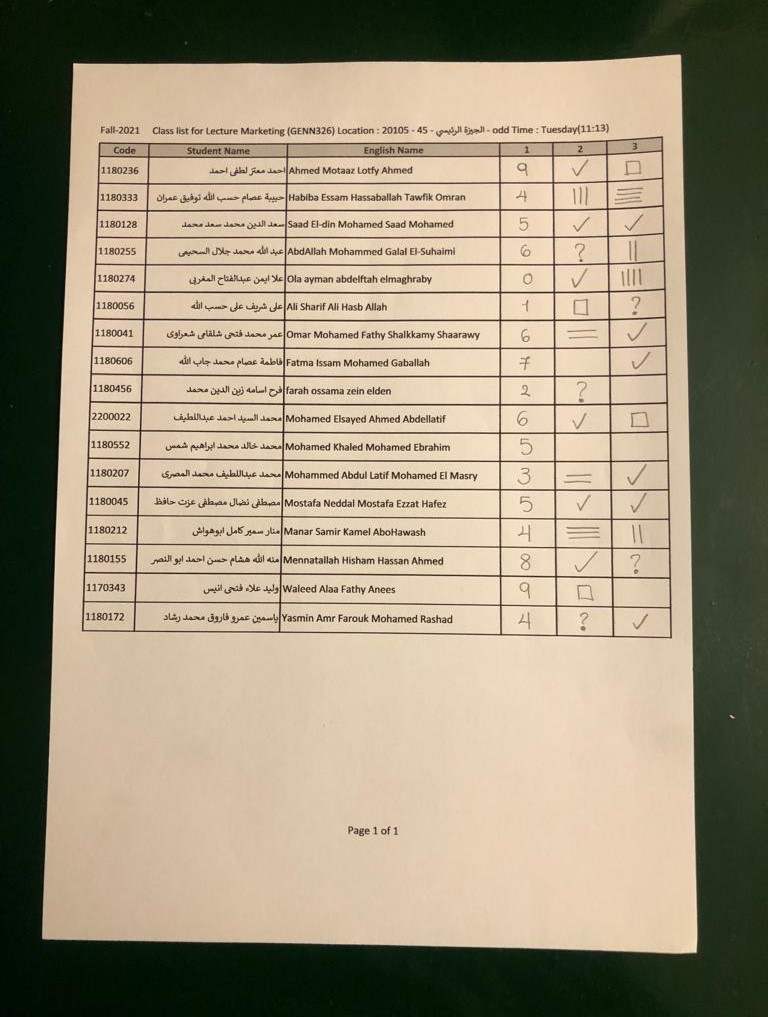 Fall-2021 Class list for Lecture Marketing (GENN326) Location : 20105 - 45 - الجيزة الرئيسي - odd Time : Tuesday(11:13)
Code Student Name English Name 1 2 3
1180236 احمد معتز لطفى احمد Ahmed Motaaz Lotfy Ahmed 9 ✓ □
1180333 حبيبة عصام حسب الله توفيق عمران Habiba Essam Hassaballah Tawfik Omran 4 ||| ≡
1180128 سعد الدين محمد سعد محمد Saad El-din Mohamed Saad Mohamed 5 ✓ ✓
1180255 عبد الله محمد جلال السحيمى AbdAllah Mohammed Galal El-Suhaimi 6 ? ||
1180274 علا ايمن عبدالفتاح المغربى Ola ayman abdelftah elmaghraby 0 ✓ ||||
1180056 على شريف على حسب الله Ali Sharif Ali Hasb Allah 1 □ ?
1180041 عمر محمد فتحى شلقامى شعراوى Omar Mohamed Fathy Shalkkamy Shaarawy 6 = ✓
1180606 فاطمة عصام محمد جاب الله Fatma Issam Mohamed Gaballah 7 ✓
1180456 فرح اسامه زين الدين محمد farah ossama zein elden 2 ?
2200022 محمد السيد احمد عبداللطيف Mohamed Elsayed Ahmed Abdellatif 6 ✓ □
1180552 محمد خالد محمد ابراهيم شمس Mohamed Khaled Mohamed Ebrahim 5
1180207 محمد عبداللطيف محمد المصرى Mohammed Abdul Latif Mohamed El Masry 3 = ✓
1180045 مصطفى نضال مصطفى عزت حافظ Mostafa Neddal Mostafa Ezzat Hafez 5 ✓ ✓
1180212 منار سمير كامل ابوهواش Manar Samir Kamel AboHawash 4 ≡ ||
1180155 منه الله هشام حسن احمد ابو النصر Mennatallah Hisham Hassan Ahmed 8 ✓ ?
1170343 وليد علاء فتحى انيس Waleed Alaa Fathy Anees 9 □
1180172 ياسمين عمرو فاروق محمد رشاد Yasmin Amr Farouk Mohamed Rashad 4 ? ✓
Page 1 of 1